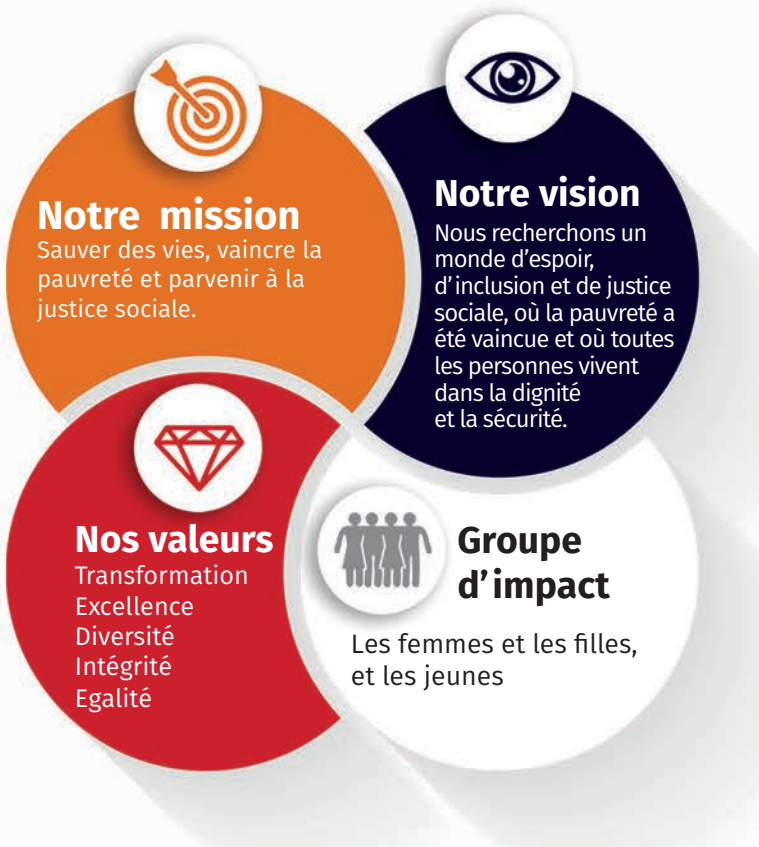 Notre mission
Sauver des vies, vaincre la
pauvreté et parvenir à la
justice sociale.
Notre vision
Nous recherchons un
monde d'espoir,
d'inclusion et de justice
sociale, où la pauvreté a
été vaincue et où toutes
les personnes vivent
dans la dignité
et la sécurité.
Nos valeurs
Transformation
Excellence
Diversité
Intégrité
Egalité
Groupe
d'impact
Les femmes et les filles,
et les jeunes